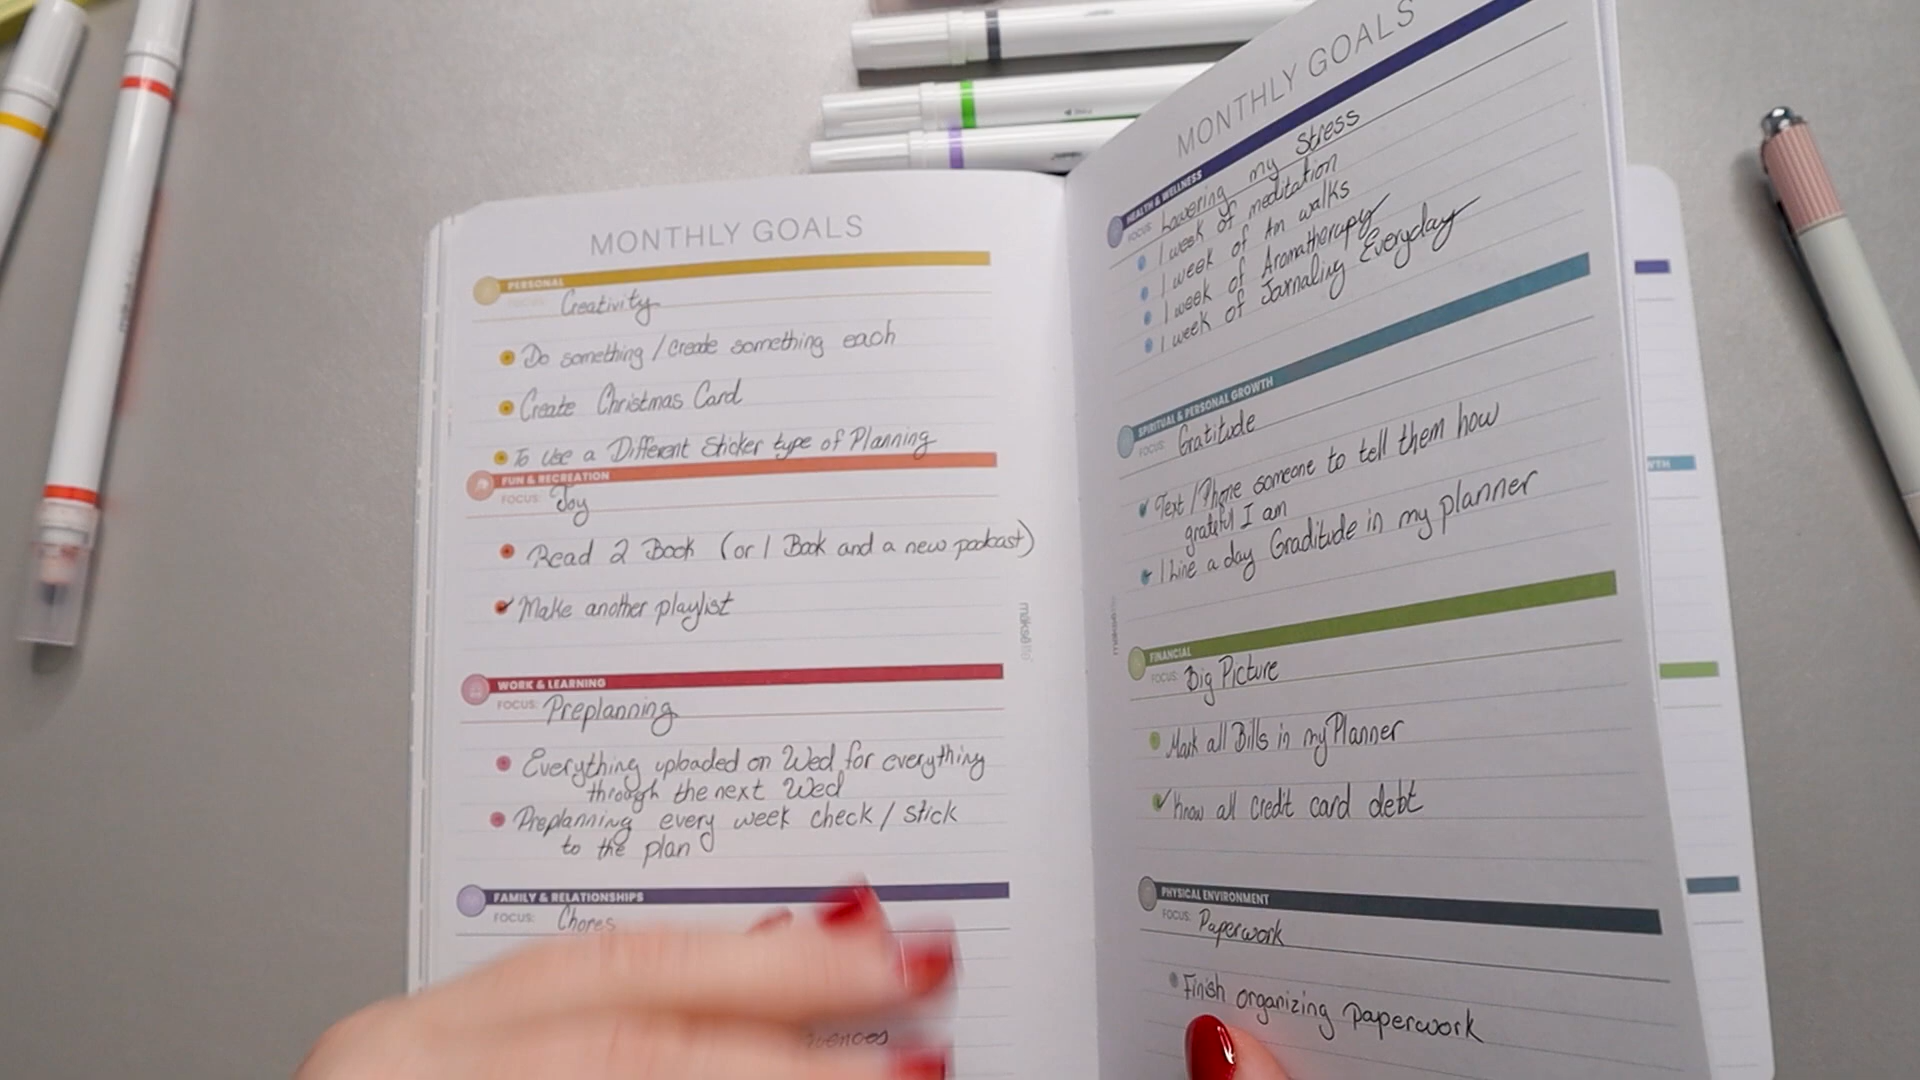 MONTHLY GOALS
PERSONAL
Creativity
Do something / create something each
Create Christmas Card
To Use a Different Sticker type of Planning
FUN & RECREATION
FOCUS: Joy
Read 2 Book (or 1 Book and a new podcast)
Make another playlist
WORK & LEARNING
FOCUS: Preplanning
Everything uploaded on Wed for everything
through the next Wed
Preplanning every week check / stick
to the plan
FAMILY & RELATIONSHIPS
FOCUS: Chores
makse
MONTHLY GOALS
HEALTH & WELLNESS
FOCUS: Lowering my Stress
1 week of meditation
1 week of Am walks
1 week of Aromatherapy
1 week of Jornaling Everyday
SPIRITUAL & PERSONAL GROWTH
FOCUS: Gratitude
Text / Phone someone to tell them how
grateful I am
1 Line a day Graditude in my planner
FINANCIAL
FOCUS: Big Picture
Mark all Bills in my Planner
Know all credit card debt
PHYSICAL ENVIRONMENT
FOCUS: Paperwork
Finish organizing paperwork